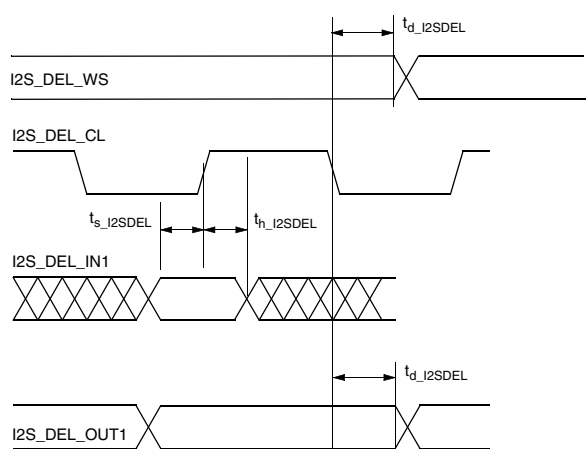 t_d_I2SDEL
I2S_DEL_WS
I2S_DEL_CL
t_s_I2SDEL
t_h_I2SDEL
I2S_DEL_IN1
t_d_I2SDEL
I2S_DEL_OUT1